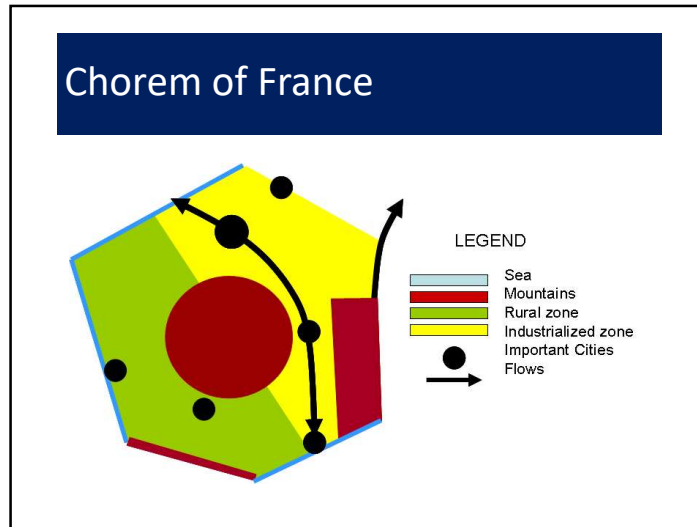 Chorem of France
LEGEND
Sea
Mountains
Rural zone
Industrialized zone
Important Cities
Flows